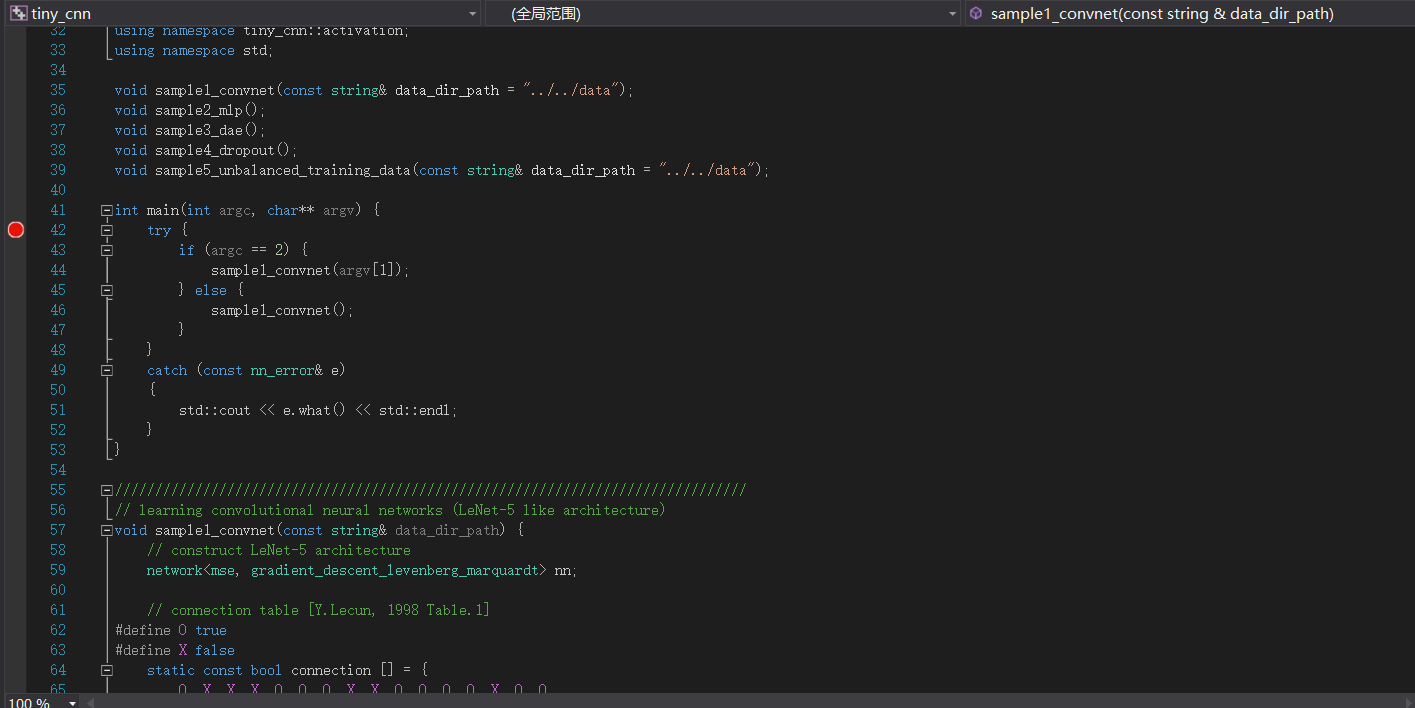 tiny_cnn (全局范围) sample1_convnet(const string & data_dir_path)
32 using namespace tiny_cnn::activation;
33 using namespace std;
34
35 void sample1_convnet(const string& data_dir_path = "../../data");
36 void sample2_mlp();
37 void sample3_dae();
38 void sample4_dropout();
39 void sample5_unbalanced_training_data(const string& data_dir_path = "../../data");
40
41 int main(int argc, char** argv) {
42 try {
43 if (argc == 2) {
44 sample1_convnet(argv[1]);
45 } else {
46 sample1_convnet();
47 }
48 }
49 catch (const nn_error& e)
50 {
51 std::cout << e.what() << std::endl;
52 }
53 }
54
55 ///////////////////////////////////////////////////////////////////////////////
56 // learning convolutional neural networks (LeNet-5 like architecture)
57 void sample1_convnet(const string& data_dir_path) {
58 // construct LeNet-5 architecture
59 network<mse, gradient_descent_levenberg_marquardt> nn;
60
61 // connection table [Y.Lecun, 1998 Table.1]
62 #define O true
63 #define X false
64 static const bool connection [] = {
65 O, X, X, X, O, O, O, X, X, O, O, O, O, X, O, O,
100 %